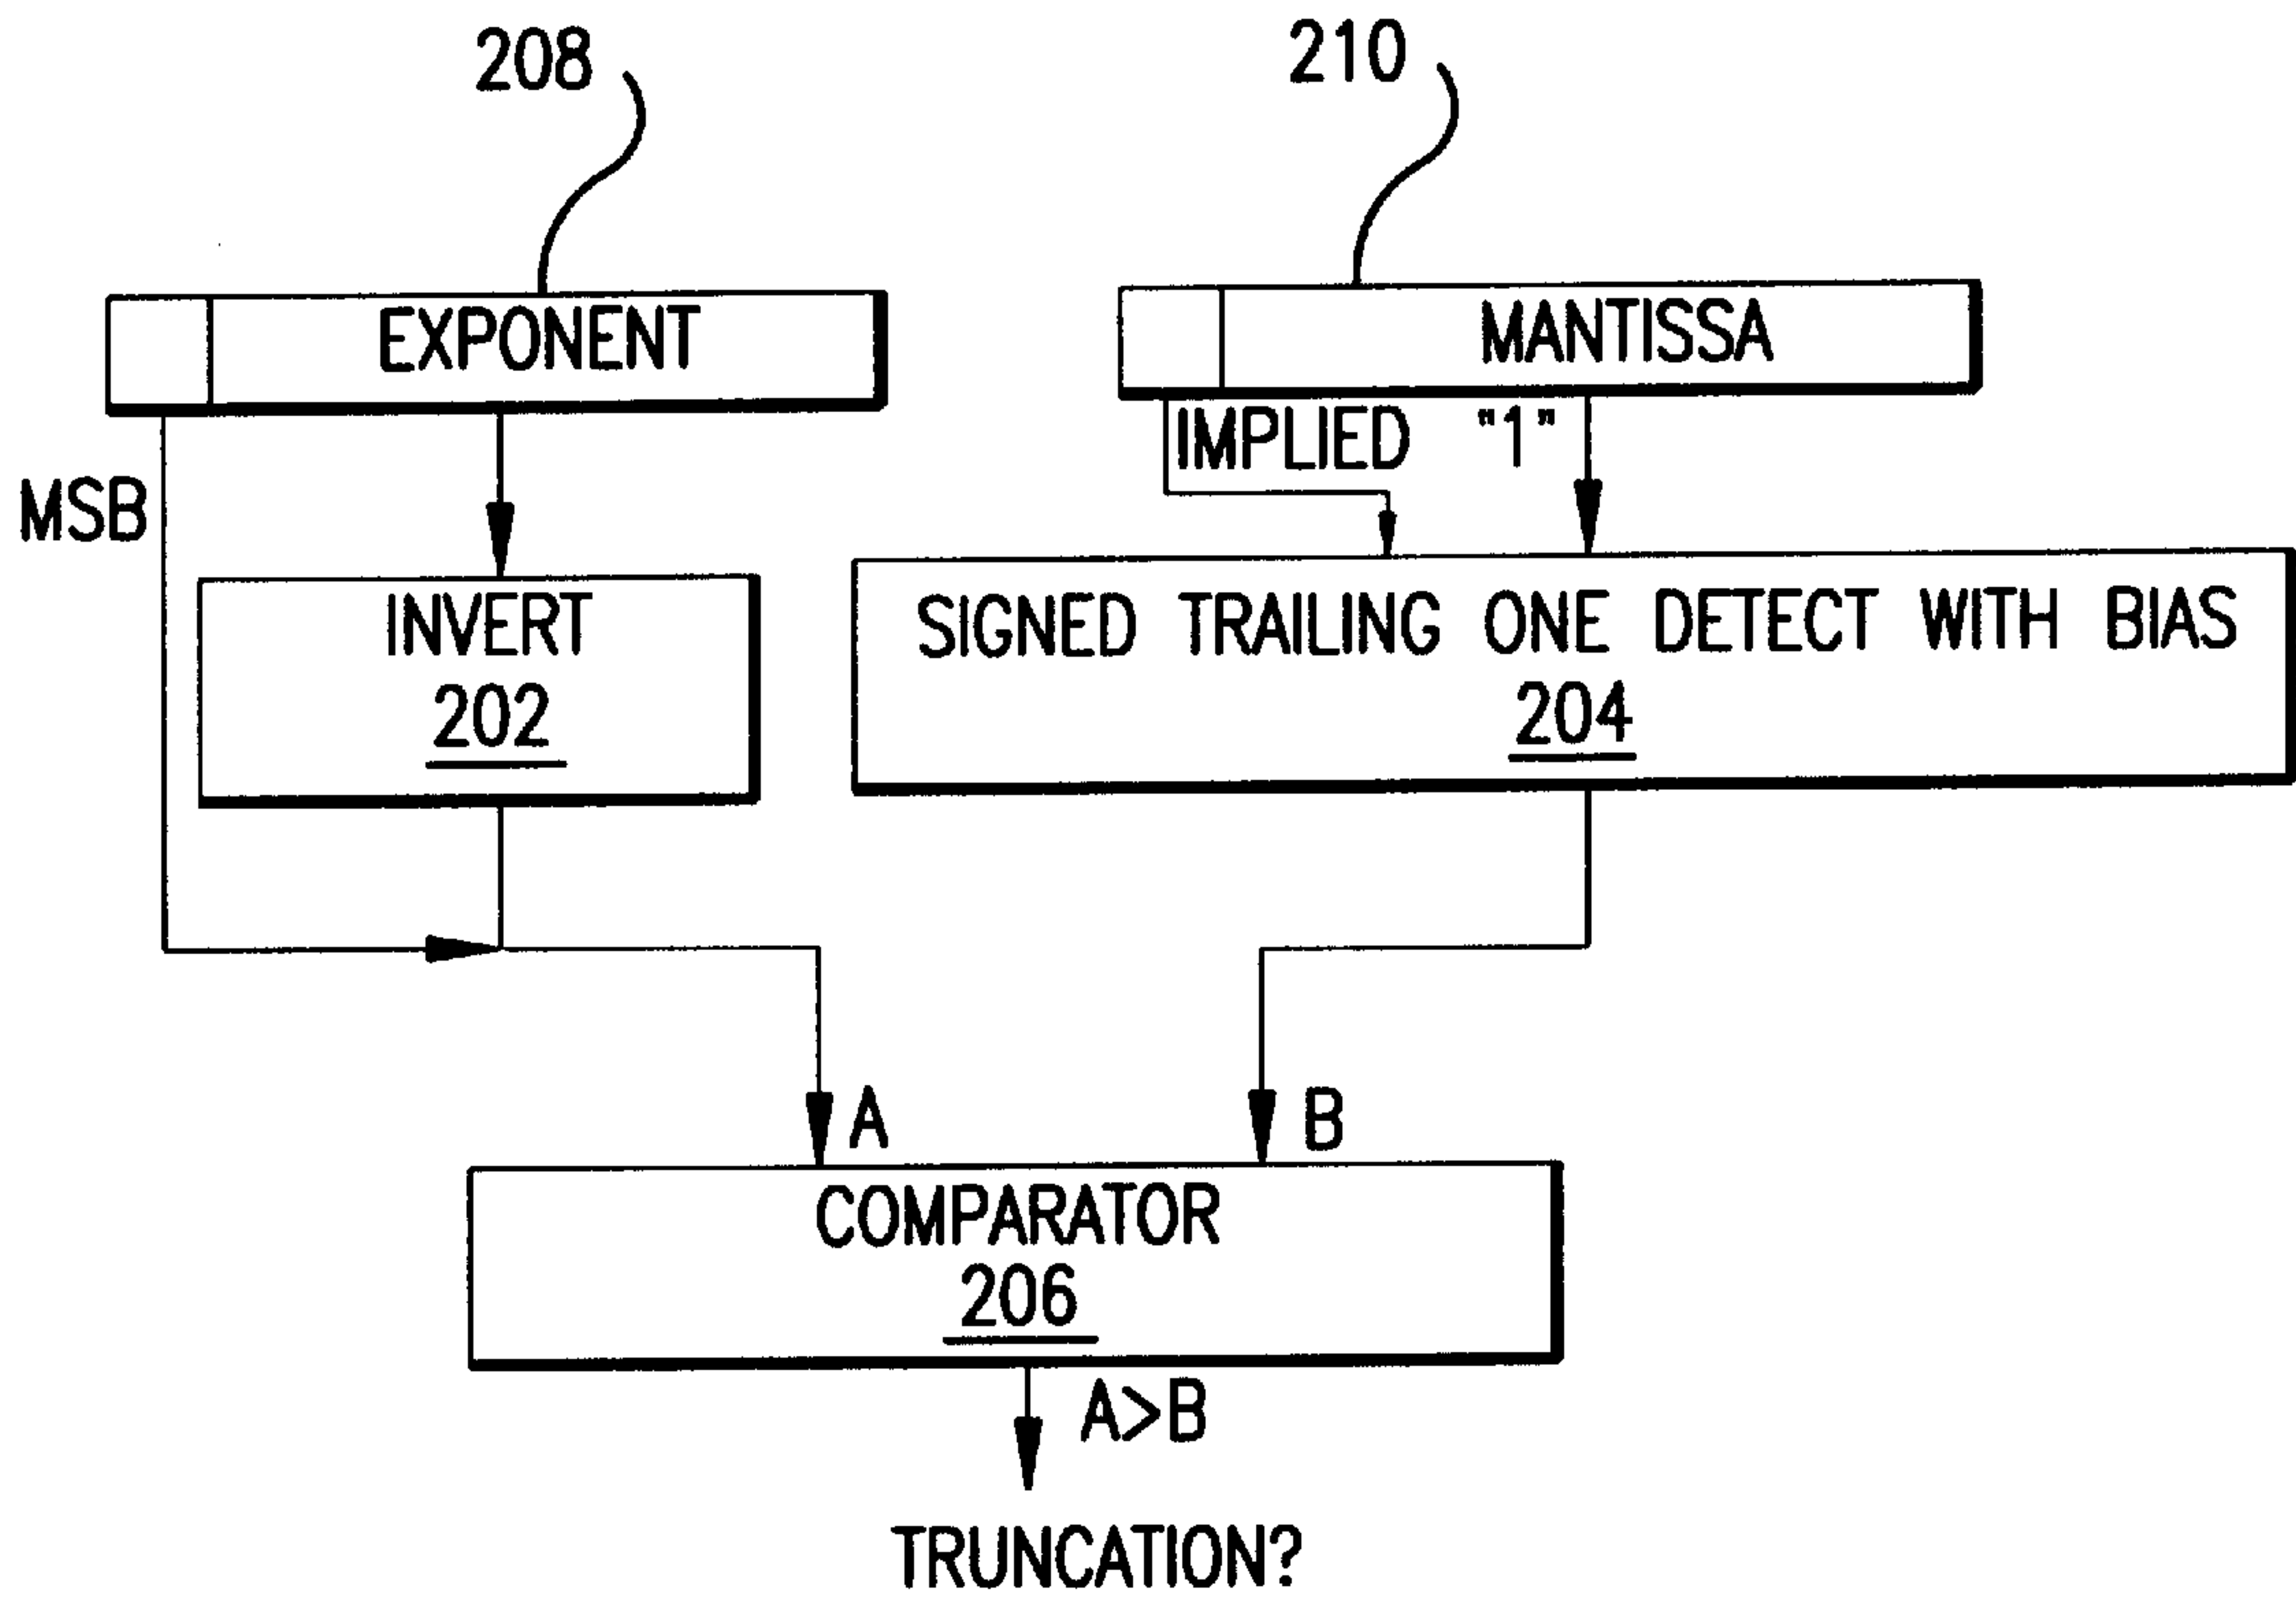 208
210
EXPONENT
MANTISSA
IMPLIED "1"
MSB
INVERT
202
SIGNED TRAILING ONE DETECT WITH BIAS
204
A
B
COMPARATOR
206
A>B
TRUNCATION?